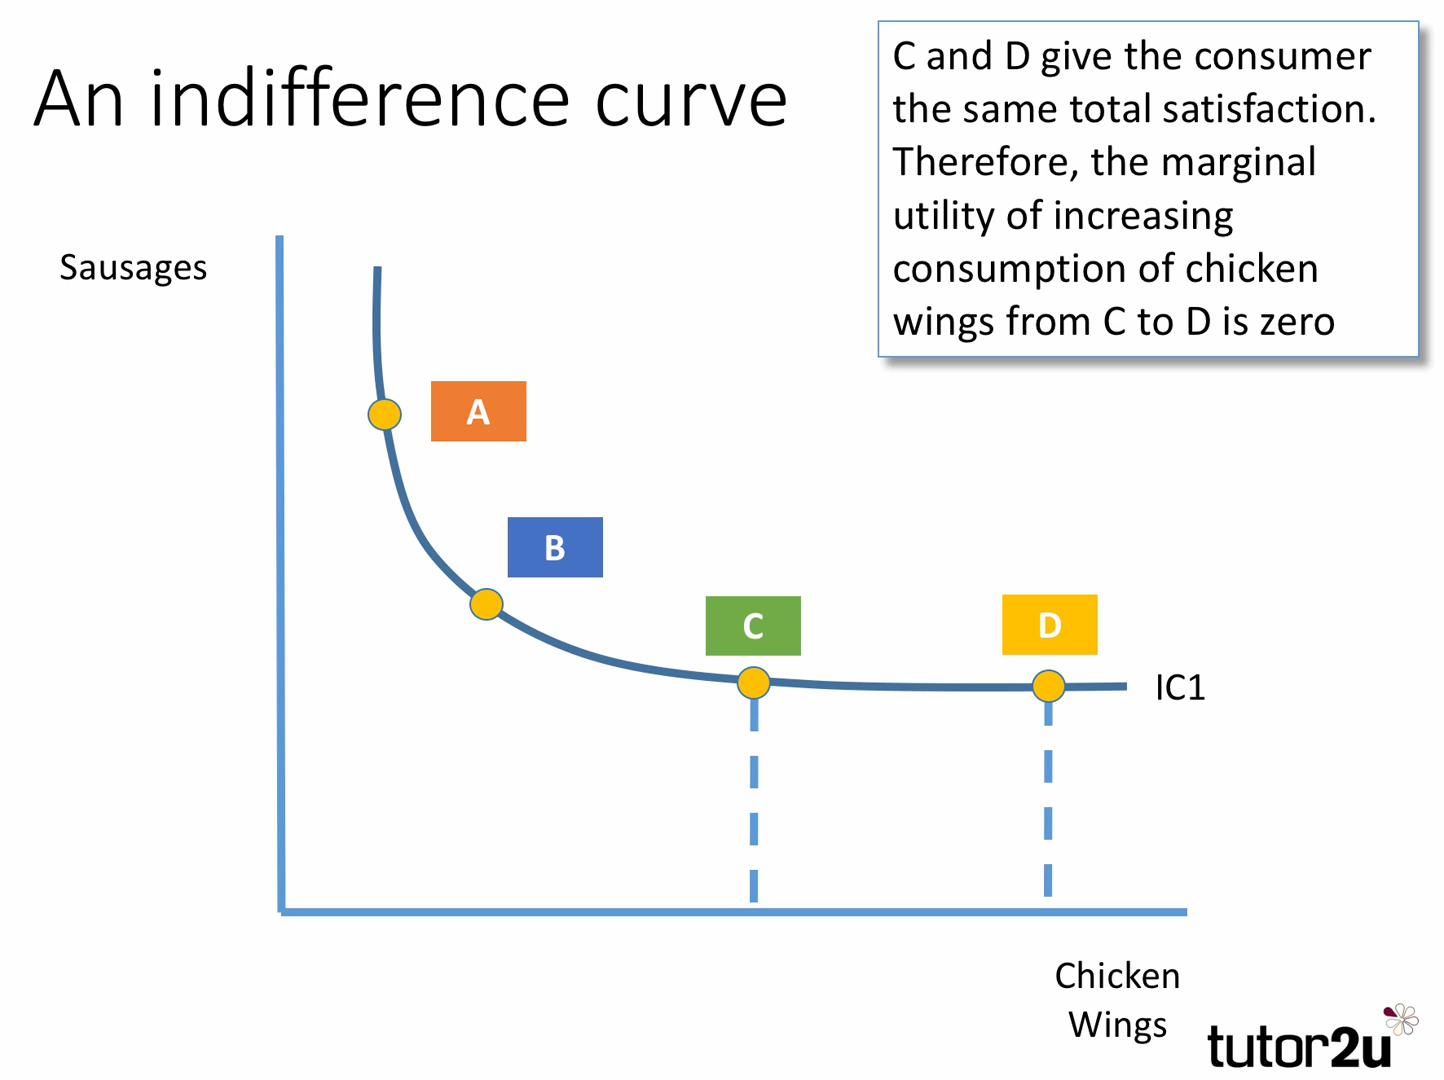 An indifference curve
C and D give the consumer
the same total satisfaction.
Therefore, the marginal
utility of increasing
consumption of chicken
wings from C to D is zero
Sausages
A
B
C
D
IC1
Chicken
Wings
tutor2u